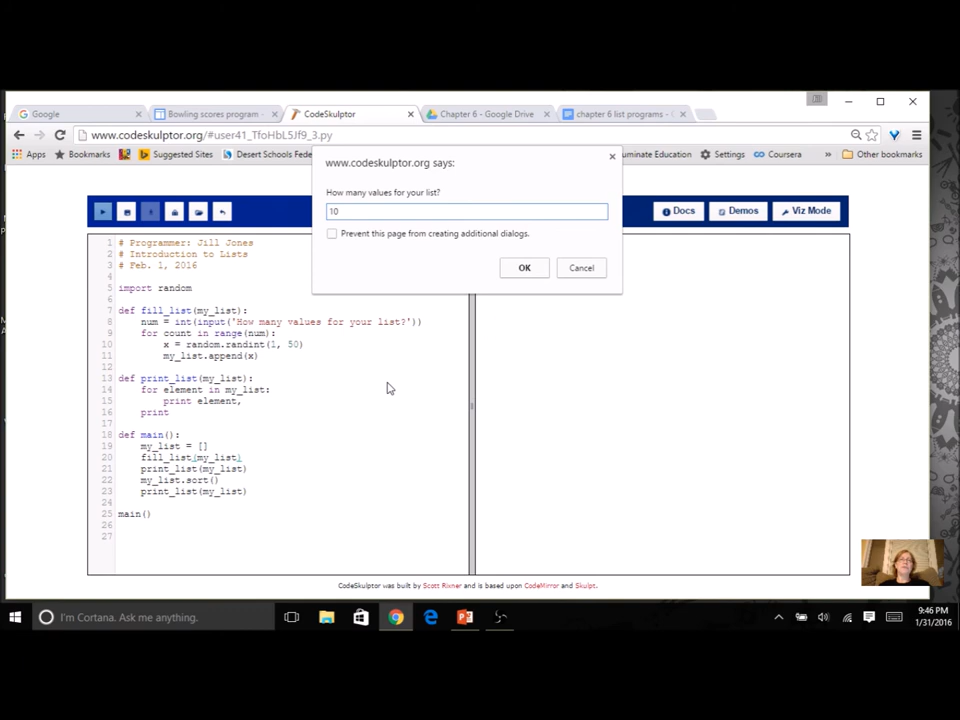 Google
Bowling scores program -
CodeSkulptor
Chapter 6 - Google Drive
chapter 6 list programs -
www.codeskulptor.org/#user41_TfoHbL5Jf9_3.py
Apps
Bookmarks
Suggested Sites
Desert Schools Fede
luminate Education
Settings
Coursera
»
Other bookmarks
www.codeskulptor.org says:
How many values for your list?
10
Prevent this page from creating additional dialogs.
OK
Cancel
Docs
Demos
Viz Mode
1 # Programmer: Jill Jones
2 # Introduction to Lists
3 # Feb. 1, 2016
4
5 import random
6
7 def fill_list(my_list):
8 num = int(input('How many values for your list?'))
9 for count in range(num):
10 x = random.randint(1, 50)
11 my_list.append(x)
12
13 def print_list(my_list):
14 for element in my_list:
15 print element,
16 print
17
18 def main():
19 my_list = []
20 fill_list(my_list)
21 print_list(my_list)
22 my_list.sort()
23 print_list(my_list)
24
25 main()
26
27
CodeSkulptor was built by Scott Rixner and is based upon CodeMirror and Skulpt.
I'm Cortana. Ask me anything.
9:46 PM
1/31/2016